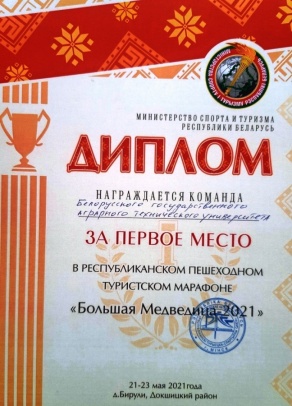 МИНИСТЕРСТВО СПОРТА И ТУРИЗМА
РЕСПУБЛИКИ БЕЛАРУСЬ
ДИПЛОМ
НАГРАЖДАЕТСЯ КОМАНДА
Белорусского государственного
аграрного технического университета
ЗА ПЕРВОЕ МЕСТО
В РЕСПУБЛИКАНСКОМ ПЕШЕХОДНОМ
ТУРИСТСКОМ МАРАФОНЕ
«Большая Медведица-2021»
21-23 мая 2021года
д.Бирули, Докшицкий район